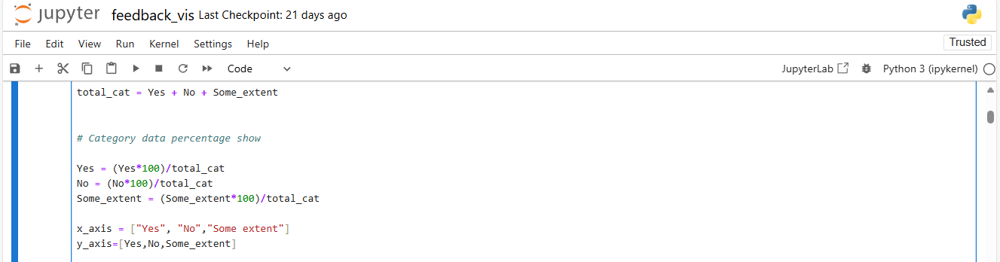 jupyter feedback_vis Last Checkpoint: 21 days ago
File Edit View Run Kernel Settings Help Trusted
Code JupyterLab Python 3 (ipykernel)
total_cat = Yes + No + Some_extent
# Category data percentage show
Yes = (Yes*100)/total_cat
No = (No*100)/total_cat
Some_extent = (Some_extent*100)/total_cat
x_axis = ["Yes", "No","Some extent"]
y_axis=[Yes,No,Some_extent]